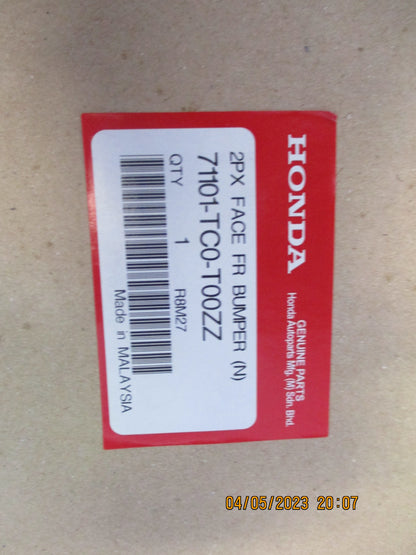 HONDA
GENUINE PARTS
Honda Autoparts Mfg. (M) Sdn. Bhd.
2PX FACE FR BUMPER (N)
71101-TC0-T00ZZ
QTY 1 R8M27
Made in MALAYSIA
04/05/2023 20:07